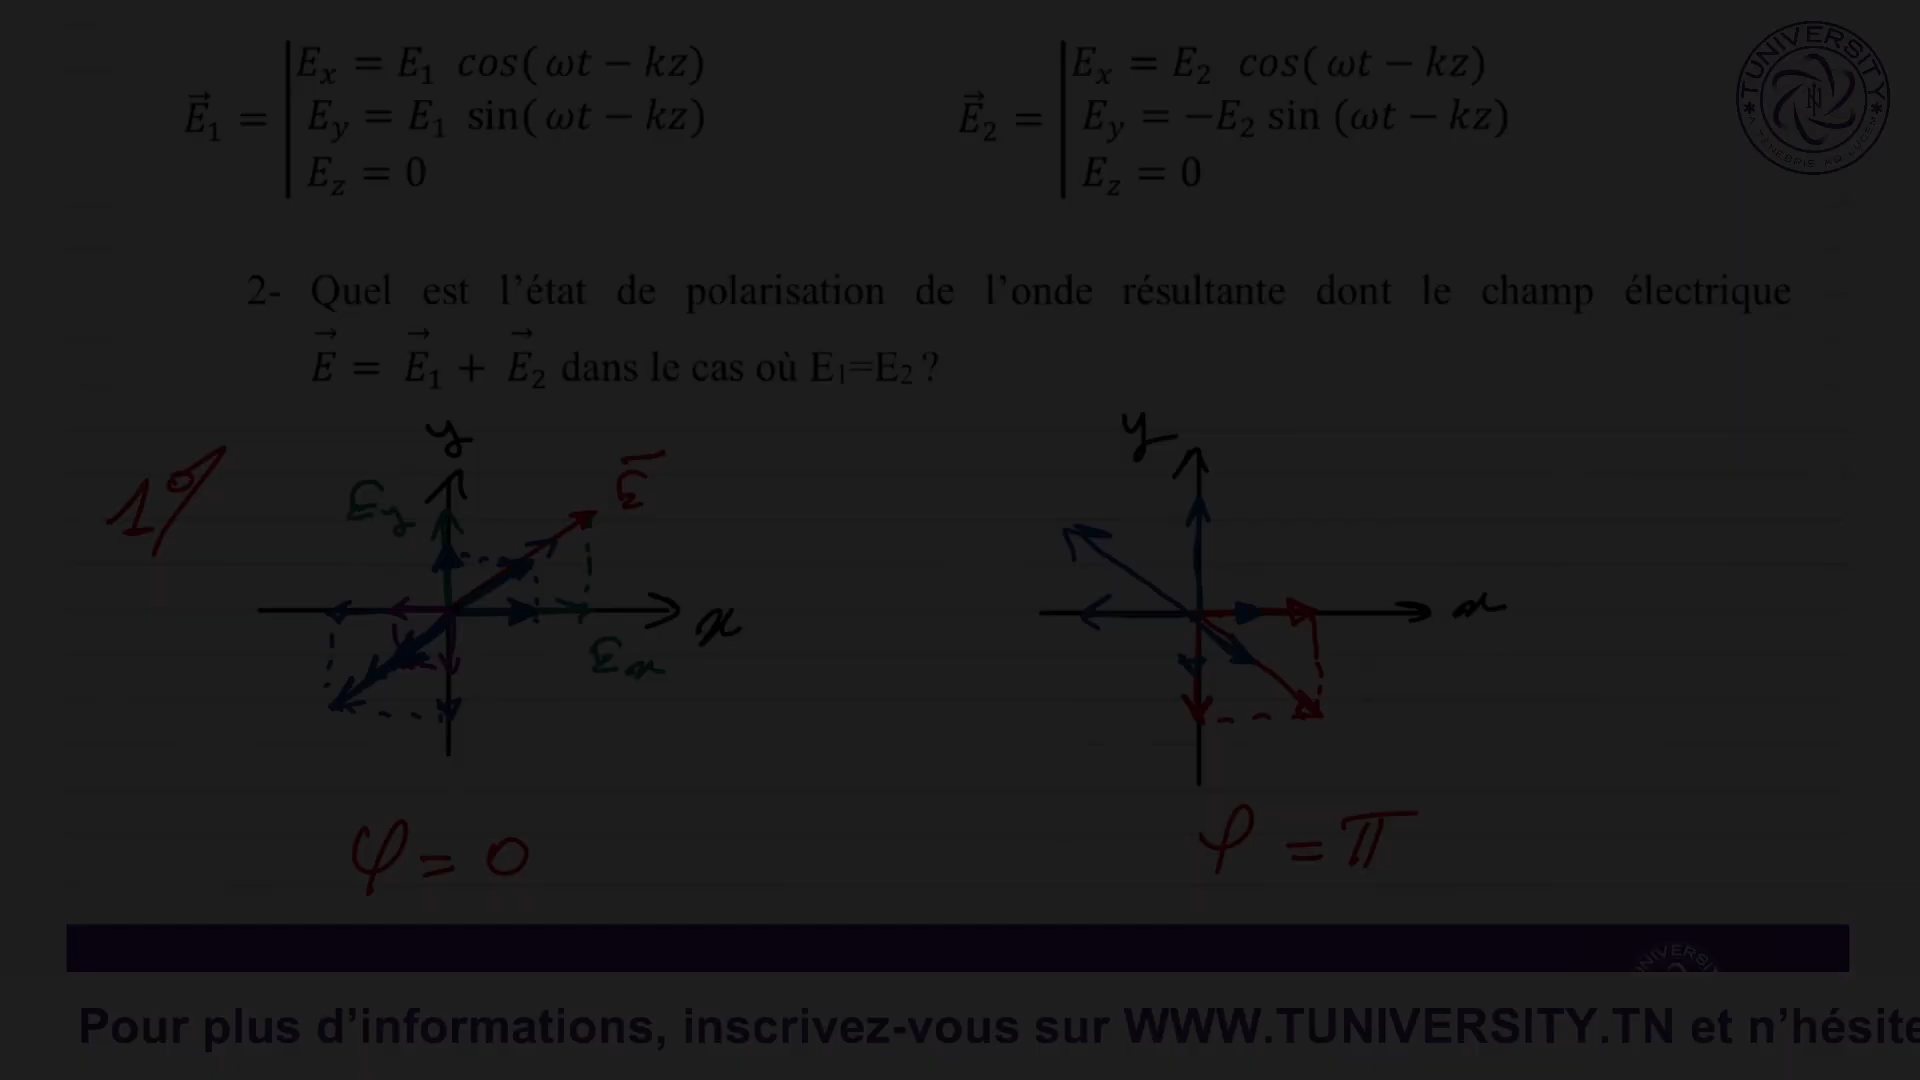 E⃗₁ = | Eₓ = E₁ cos( ωt − kz)
E_y = E₁ sin( ωt − kz)
E_z = 0
E⃗₂ = | Eₓ = E₂ cos( ωt − kz)
E_y = −E₂ sin (ωt − kz)
E_z = 0
TUNIVERSITY
2- Quel est l’état de polarisation de l’onde résultante dont le champ électrique
E⃗ = E⃗₁ + E⃗₂ dans le cas où E₁=E₂ ?
1°/
y
E_y
E⃗
x
Eₓ
φ = 0
y
x
φ = π
Pour plus d’informations, inscrivez-vous sur WWW.TUNIVERSITY.TN et n’hésite